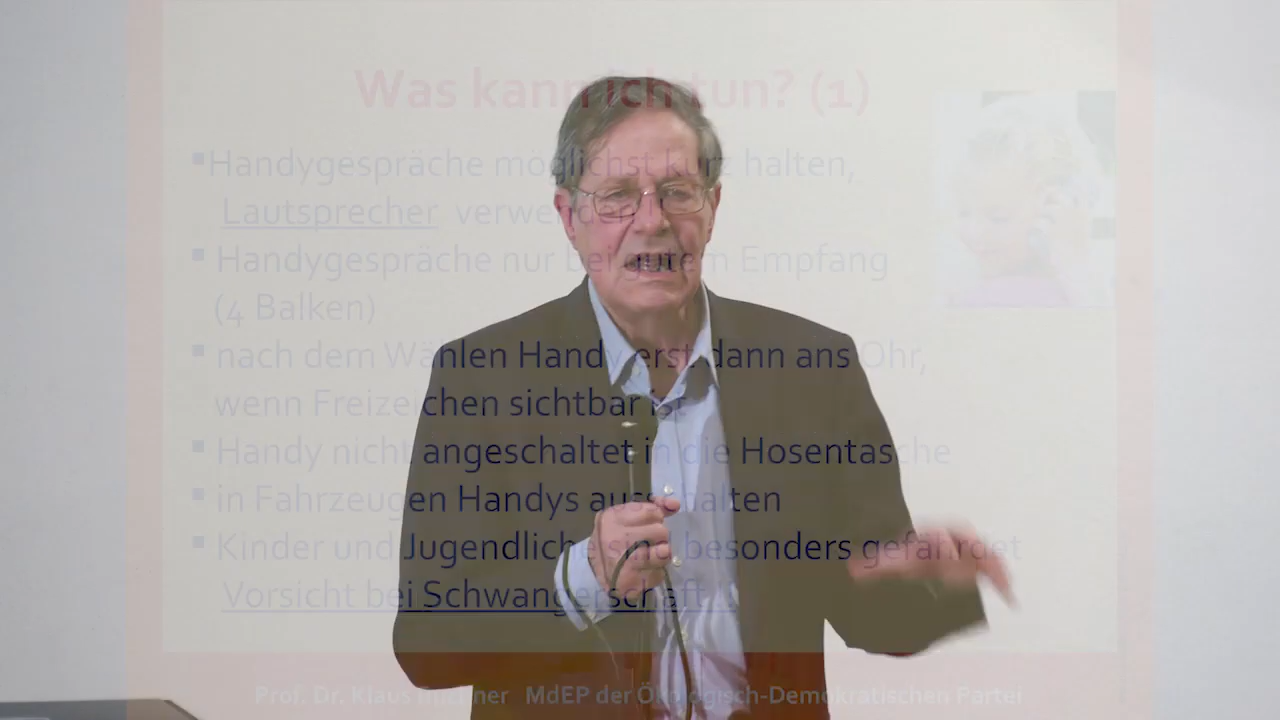 Was kann ich tun? (1)
Handygespräche möglichst kurz halten,
Lautsprecher verwenden
Handygespräche nur bei gutem Empfang
(4 Balken)
nach dem Wählen Handy erst dann ans Ohr,
wenn Freizeichen sichtbar ist
Handy nicht angeschaltet in die Hosentasche
in Fahrzeugen Handys ausschalten
Kinder und Jugendliche sind besonders gefährdet
Vorsicht bei Schwangerschaft
Prof. Dr. Klaus Buchner MdEP der Ökologisch-Demokratischen Partei